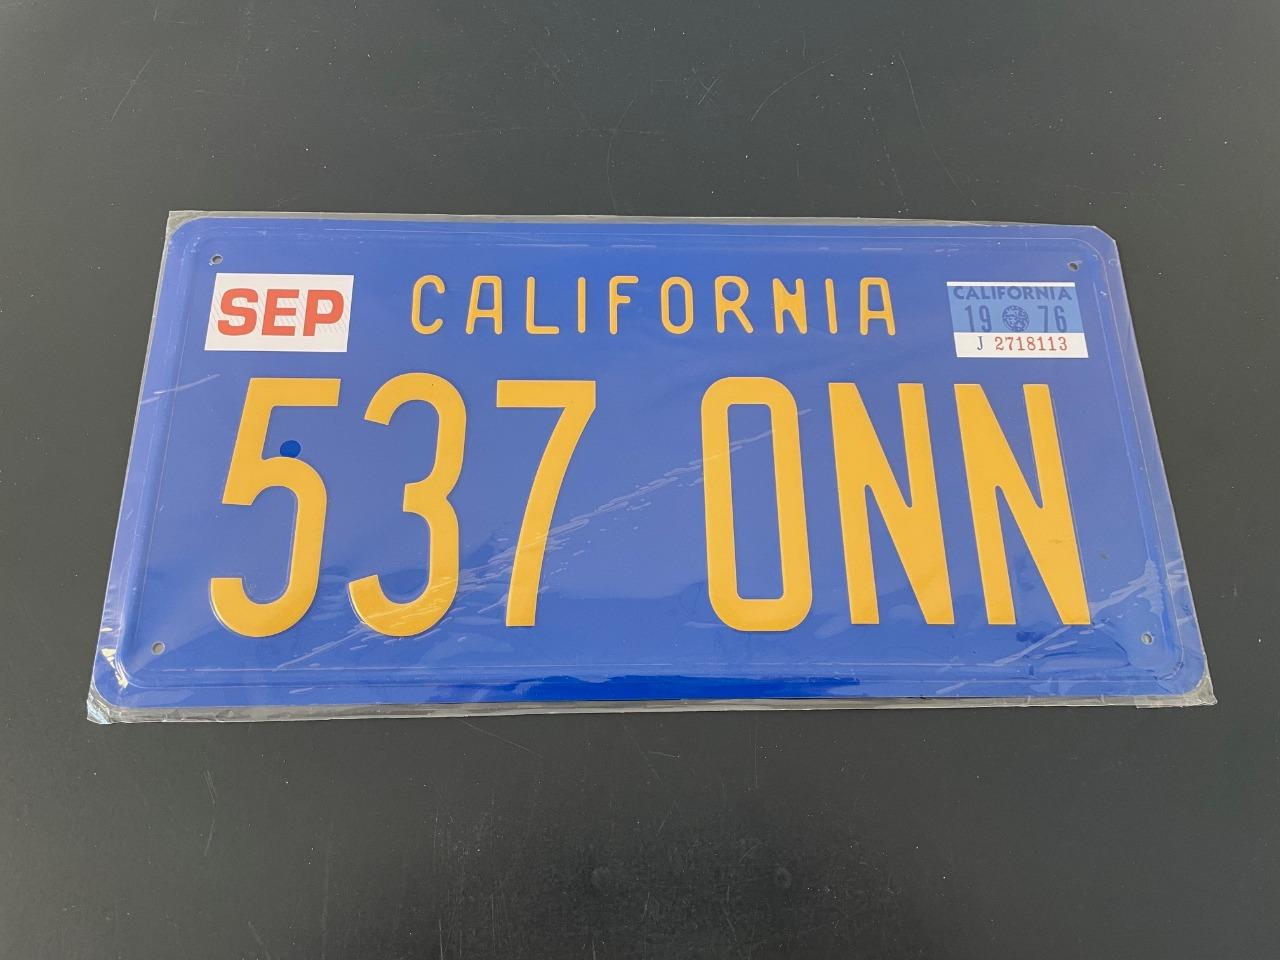 SEP
CALIFORNIA
CALIFORNIA
19 76
J 2718113
537 ONN